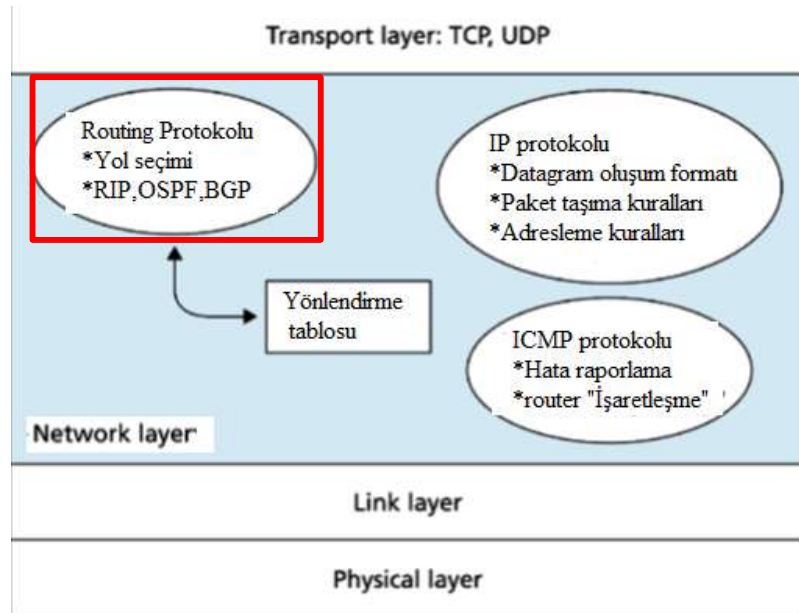 Transport layer: TCP, UDP
Routing Protokolu
*Yol seçimi
*RIP,OSPF,BGP
IP protokolu
*Datagram oluşum formatı
*Paket taşıma kuralları
*Adresleme kuralları
Yönlendirme
tablosu
ICMP protokolu
*Hata raporlama
*router "İşaretleşme"
Network layer
Link layer
Physical layer